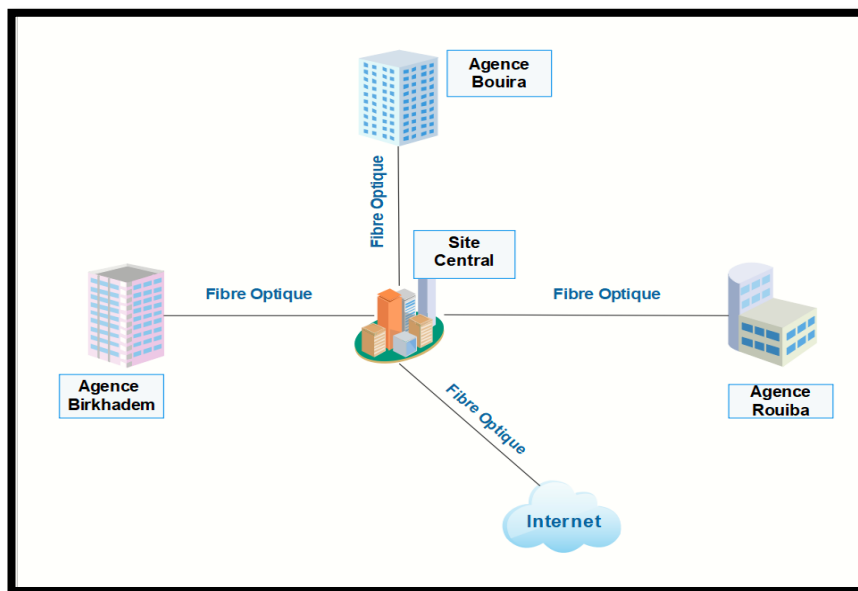 Agence
Bouira
Fibre Optique
Site
Central
Fibre Optique
Fibre Optique
Agence
Birkhadem
Agence
Rouiba
Fibre Optique
Internet